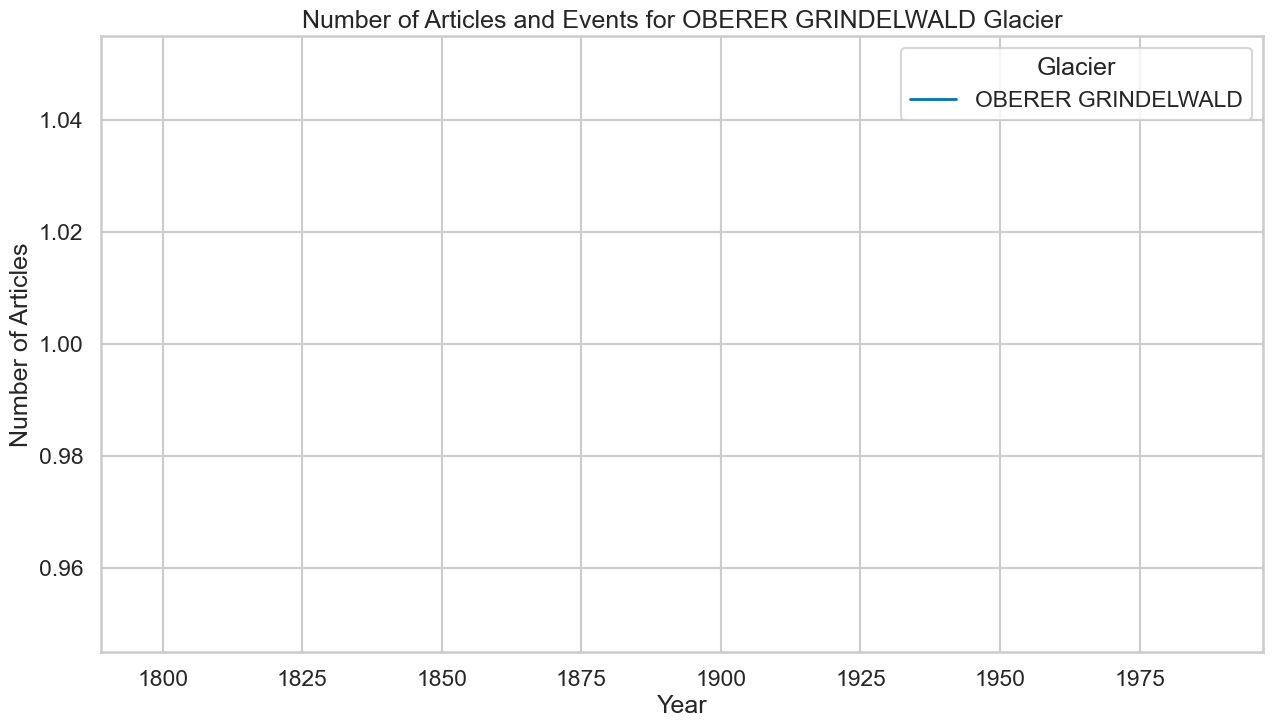 Number of Articles and Events for OBERER GRINDELWALD Glacier
Glacier
OBERER GRINDELWALD
1.04
1.02
1.00
0.98
0.96
Number of Articles
1800 1825 1850 1875 1900 1925 1950 1975
Year